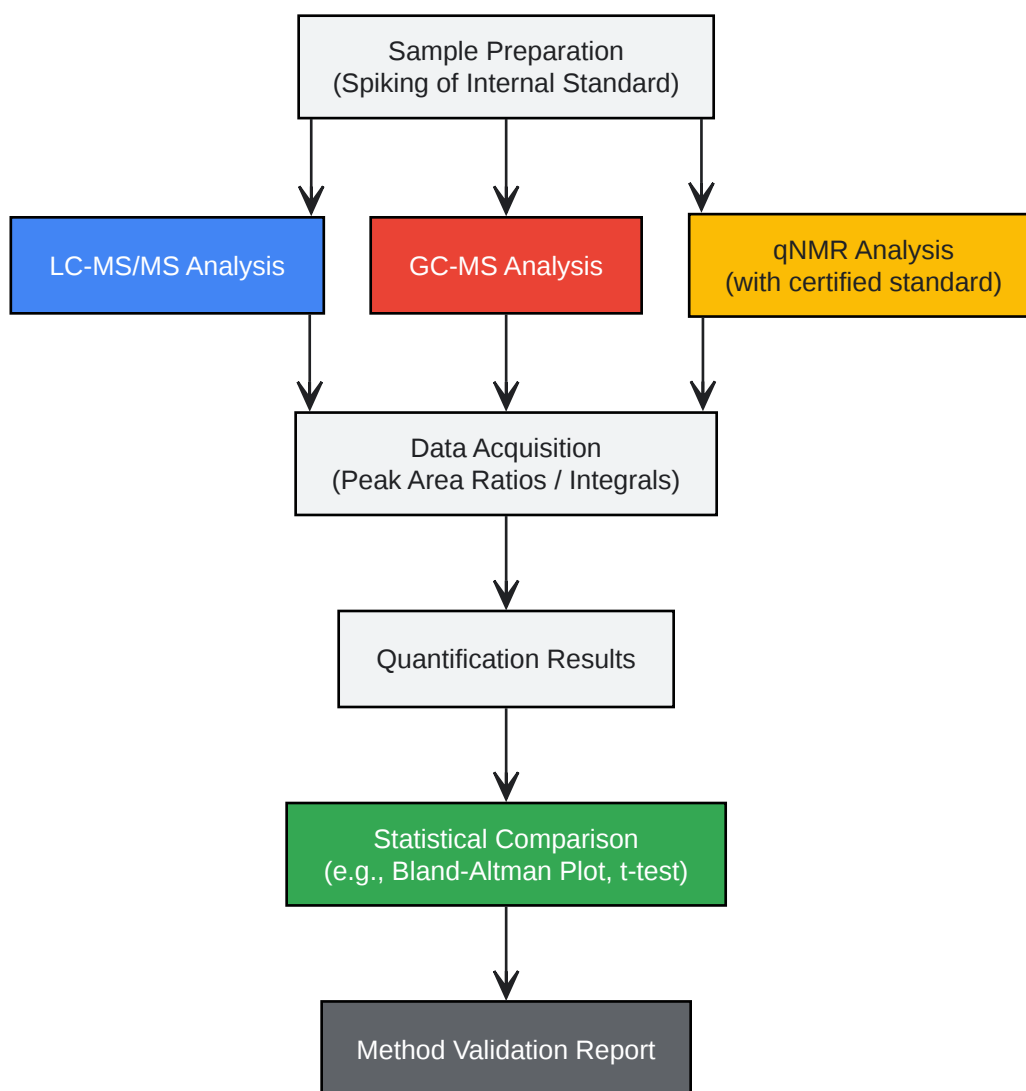 Sample Preparation
(Spiking of Internal Standard)
LC-MS/MS Analysis
GC-MS Analysis
qNMR Analysis
(with certified standard)
Data Acquisition
(Peak Area Ratios / Integrals)
Quantification Results
Statistical Comparison
(e.g., Bland-Altman Plot, t-test)
Method Validation Report